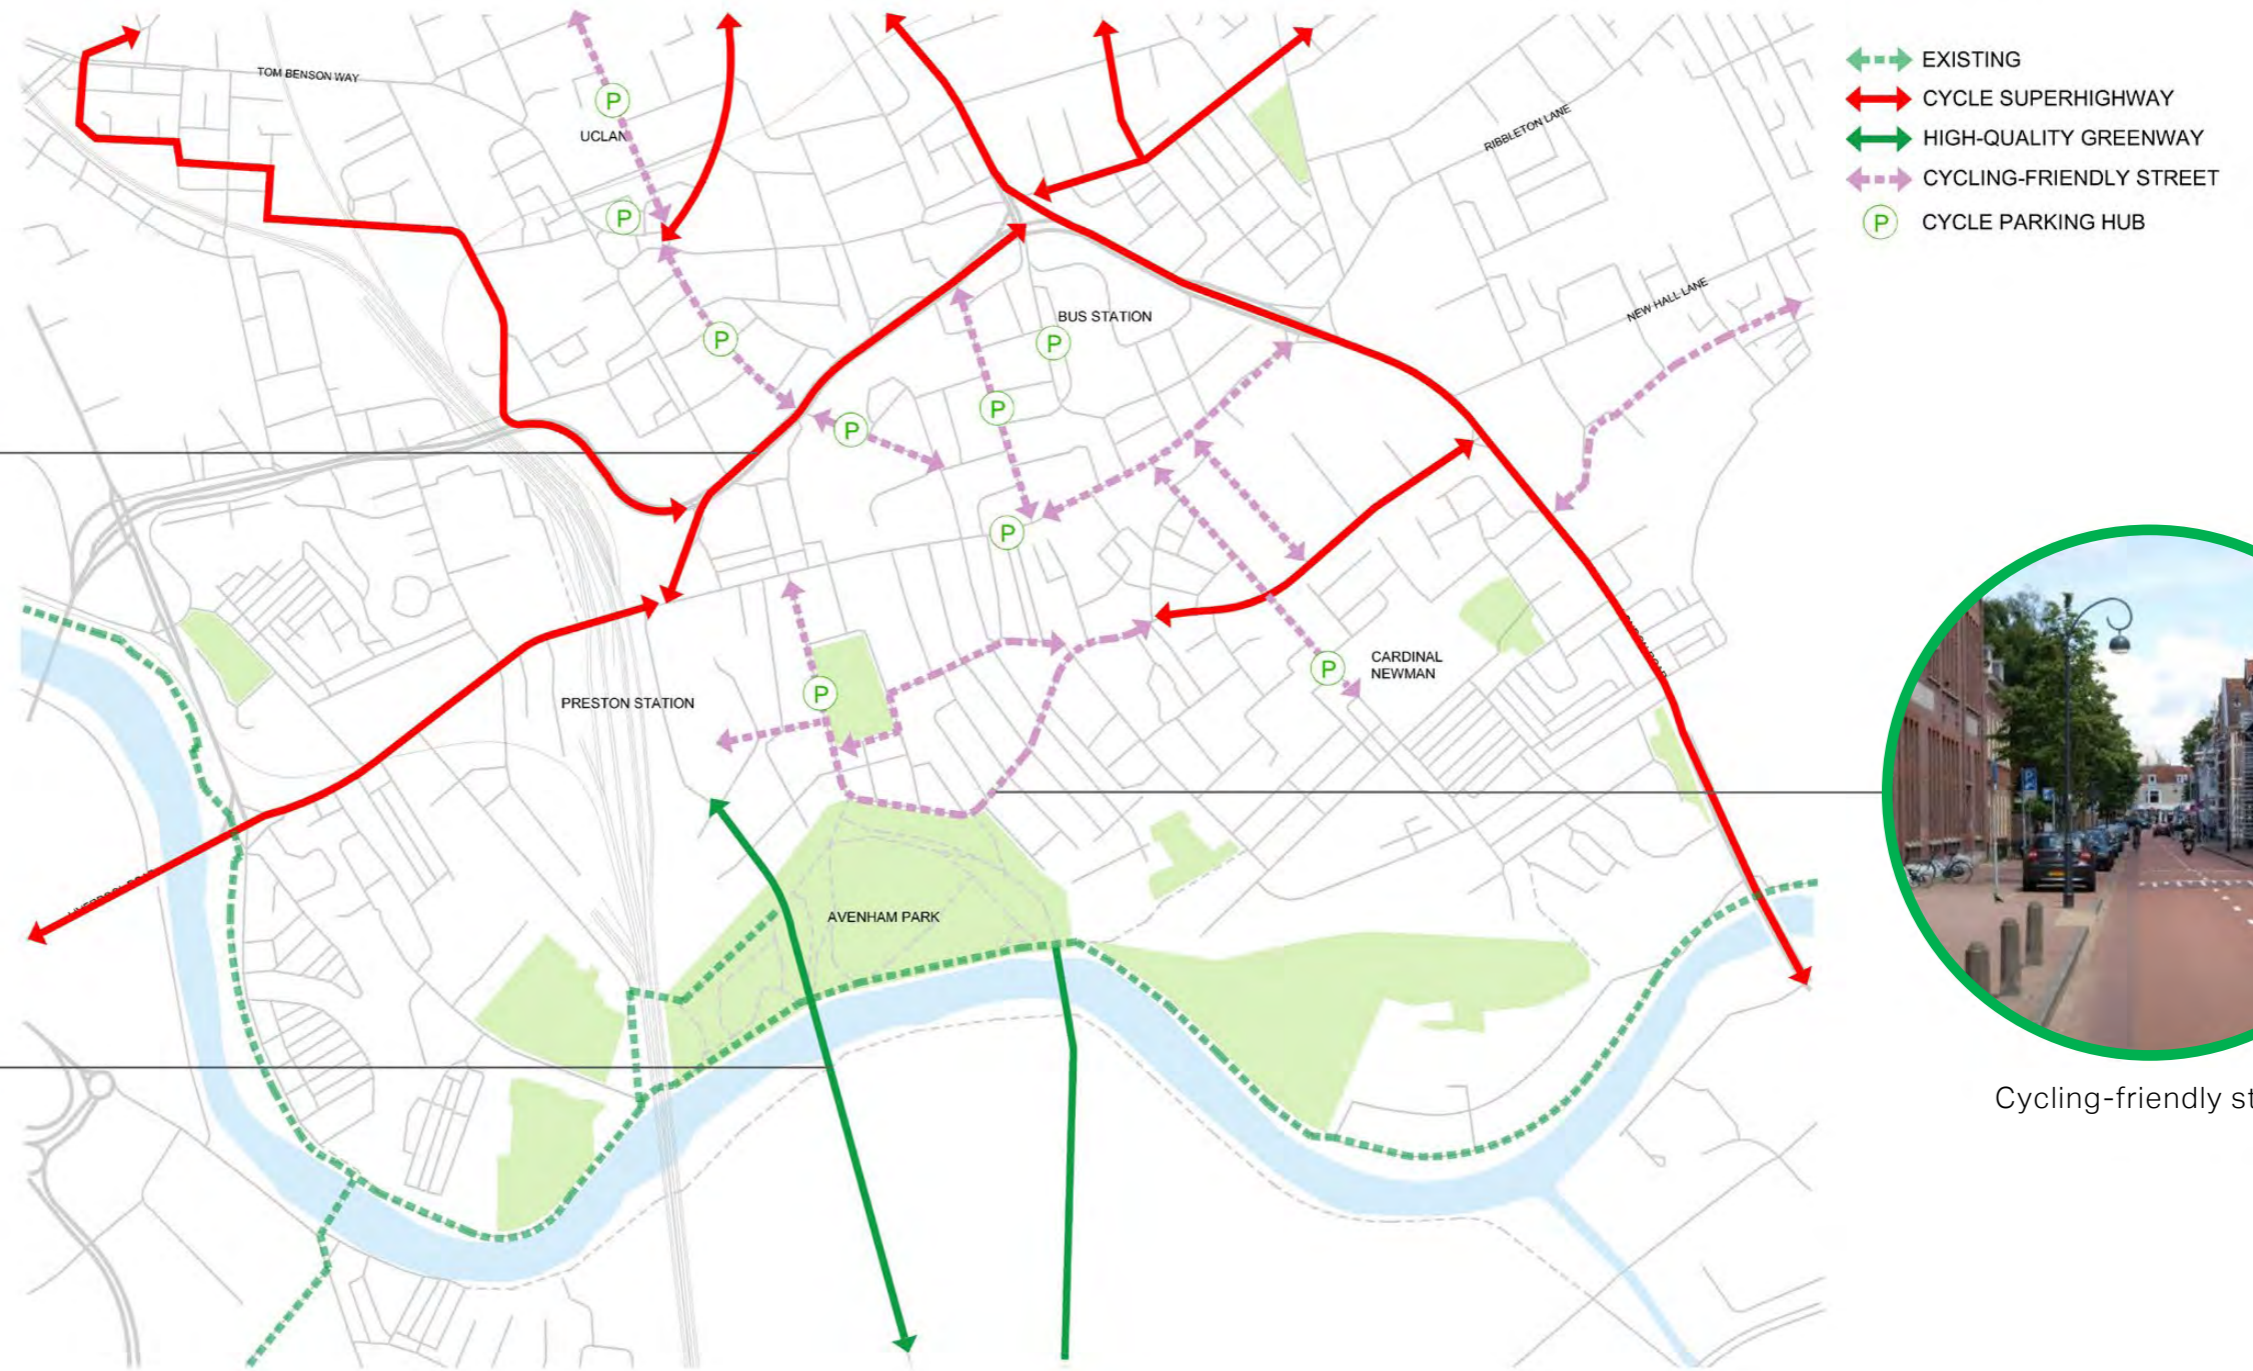 TOM BENSON WAY
P
UCLAN
P
P
P
P
BUS STATION
P
P
RIBBLETON LANE
NEW HALL LANE
P
PRESTON STATION
P
CARDINAL
NEWMAN
AVENHAM PARK
EXISTING
CYCLE SUPERHIGHWAY
HIGH-QUALITY GREENWAY
CYCLING-FRIENDLY STREET
P
CYCLE PARKING HUB
P
Cycling-friendly st